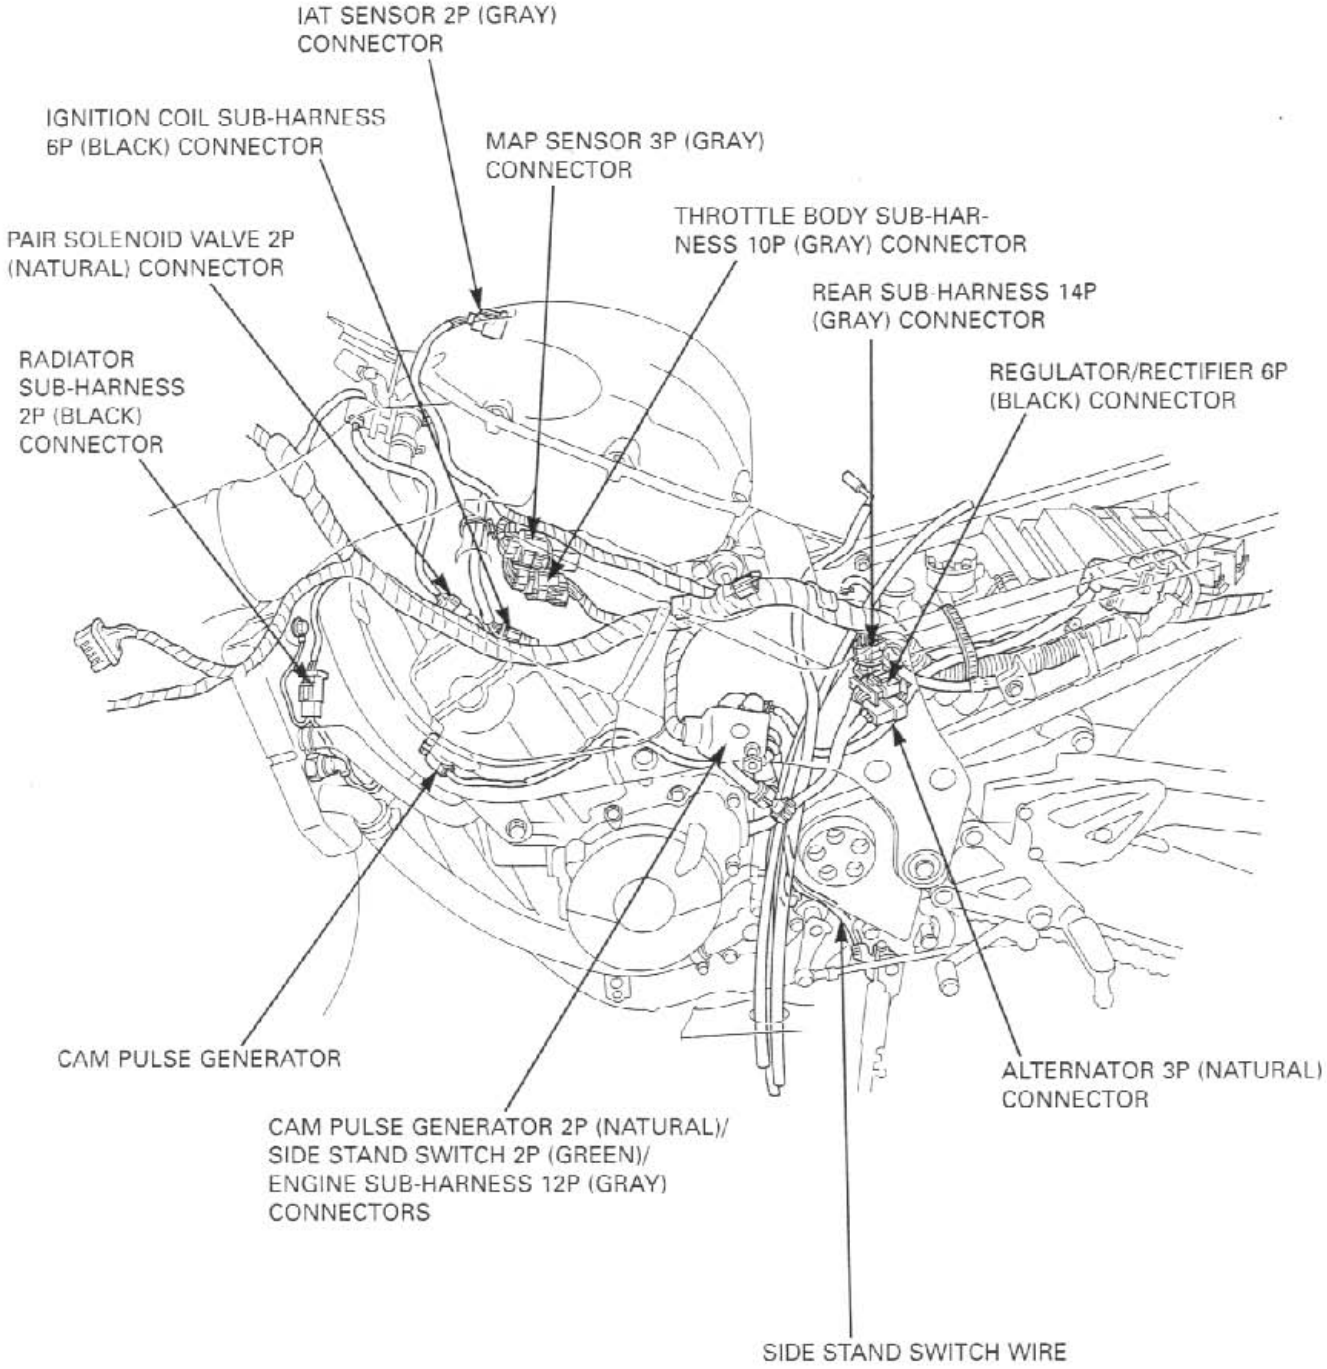 IAT SENSOR 2P (GRAY)
CONNECTOR
IGNITION COIL SUB-HARNESS
6P (BLACK) CONNECTOR
MAP SENSOR 3P (GRAY)
CONNECTOR
THROTTLE BODY SUB-HAR-
NESS 10P (GRAY) CONNECTOR
PAIR SOLENOID VALVE 2P
(NATURAL) CONNECTOR
REAR SUB-HARNESS 14P
(GRAY) CONNECTOR
RADIATOR
SUB-HARNESS
2P (BLACK)
CONNECTOR
REGULATOR/RECTIFIER 6P
(BLACK) CONNECTOR
CAM PULSE GENERATOR
ALTERNATOR 3P (NATURAL)
CONNECTOR
CAM PULSE GENERATOR 2P (NATURAL)/
SIDE STAND SWITCH 2P (GREEN)/
ENGINE SUB-HARNESS 12P (GRAY)
CONNECTORS
SIDE STAND SWITCH WIRE